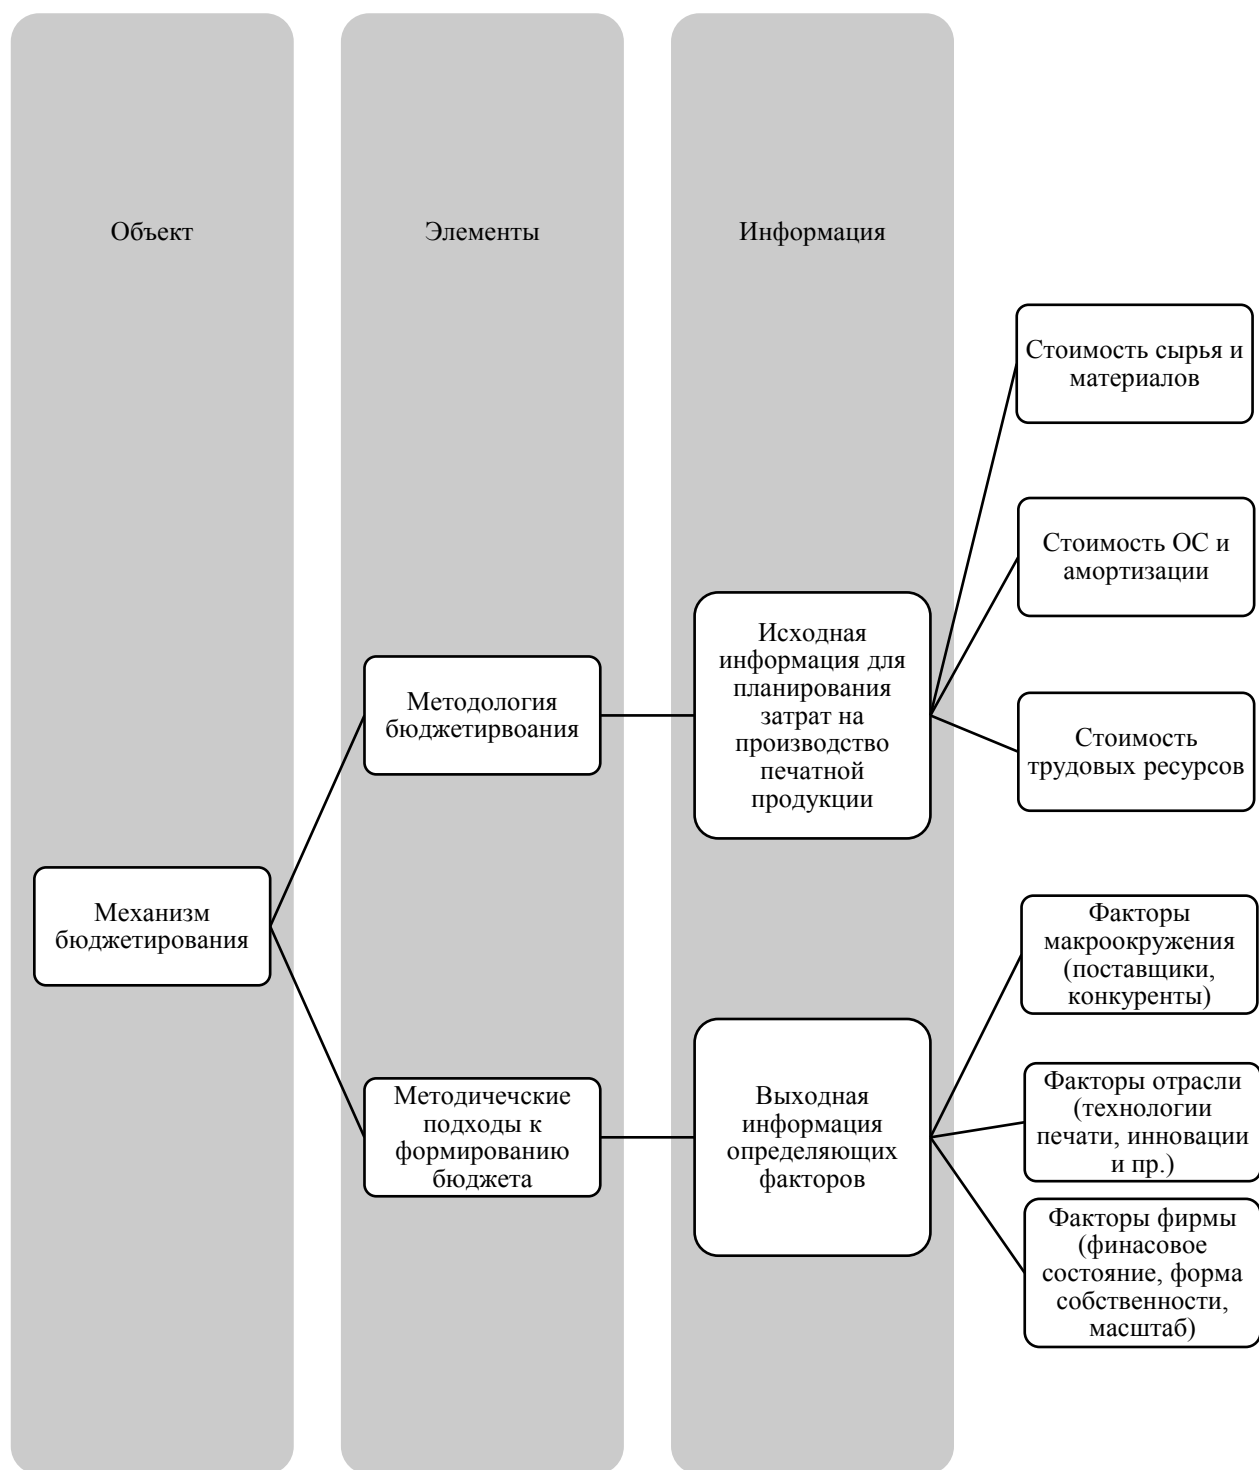 Объект
Элементы
Информация
Стоимость сырья и
материалов
Стоимость ОС и
амортизации
Стоимость
трудовых ресурсов
Исходная
информация для
планирования
затрат на
производство
печатной
продукции
Методология
бюджетирвоания
Механизм
бюджетирования
Методичечские
подходы к
формированию
бюджета
Выходная
информация
определяющих
факторов
Факторы
макроокружения
(поставщики,
конкуренты)
Факторы отрасли
(технологии
печати, инновации
и пр.)
Факторы фирмы
(финасовое
состояние, форма
собственности,
масштаб)